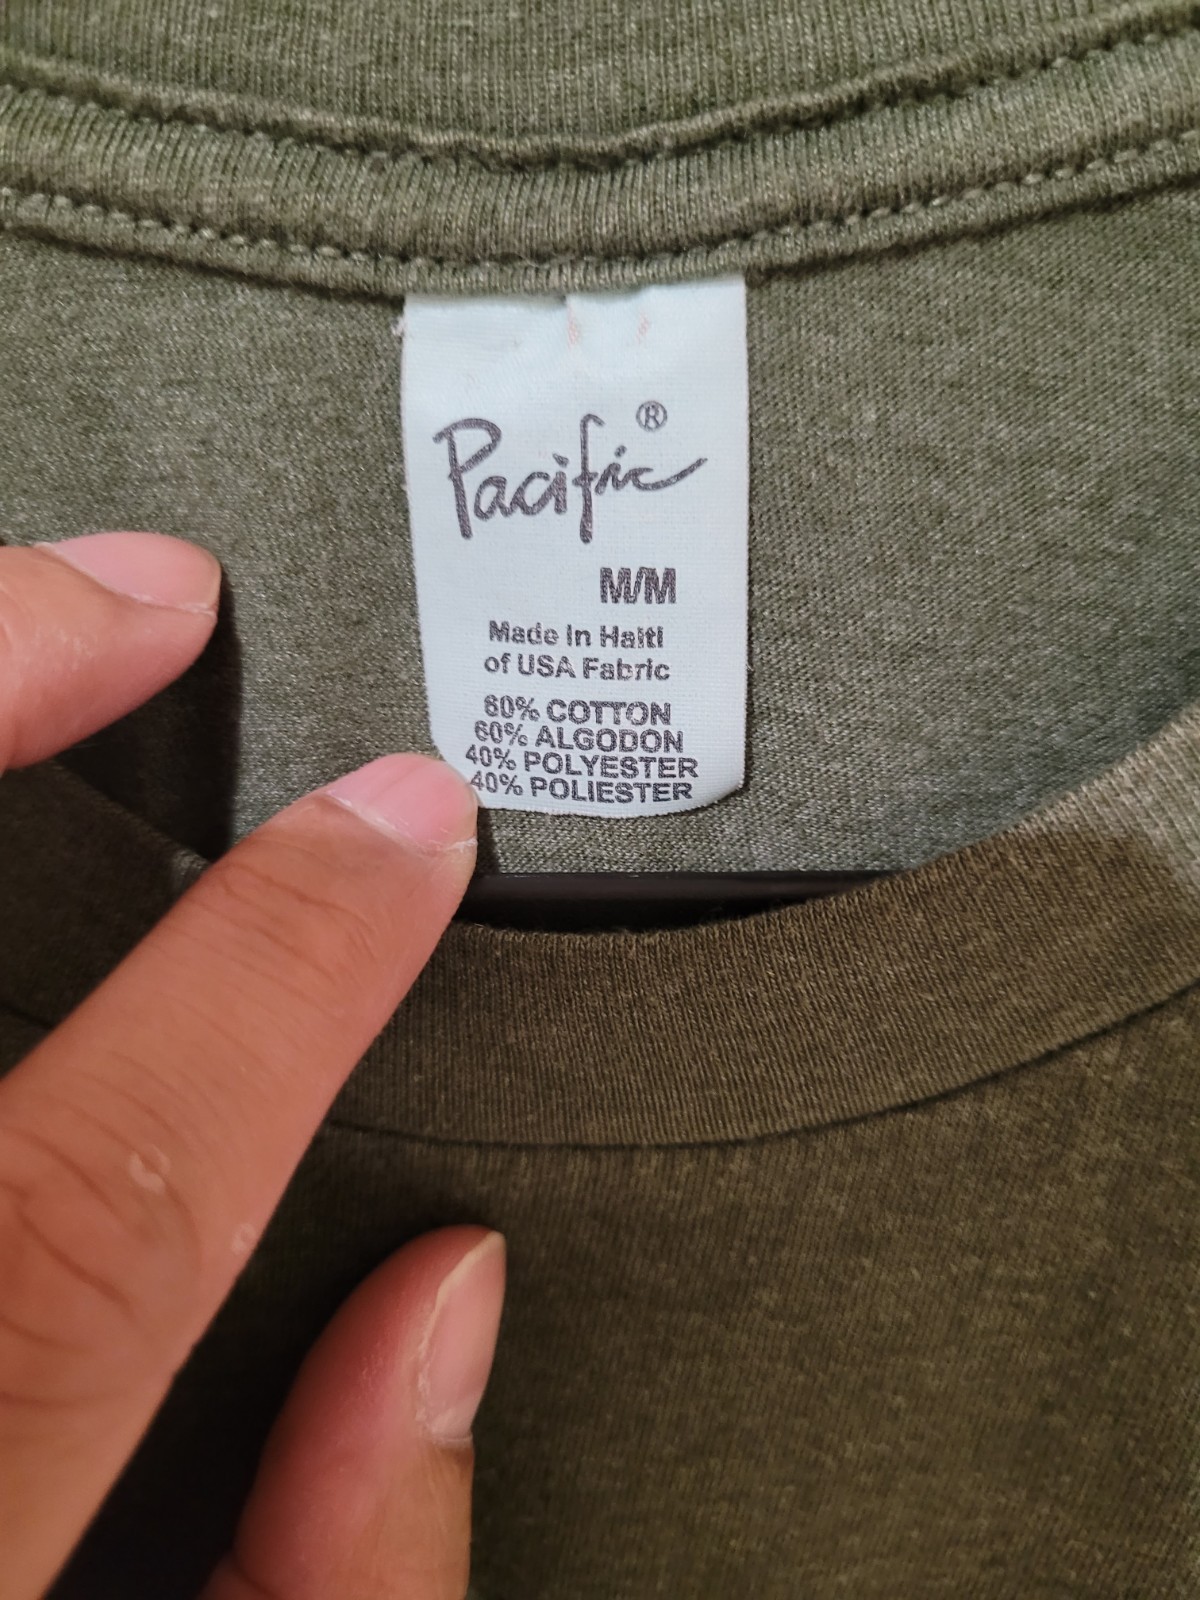 Pacific®
M/M
Made in Haiti
of USA Fabric
60% COTTON
60% ALGODON
40% POLYESTER
40% POLIESTER